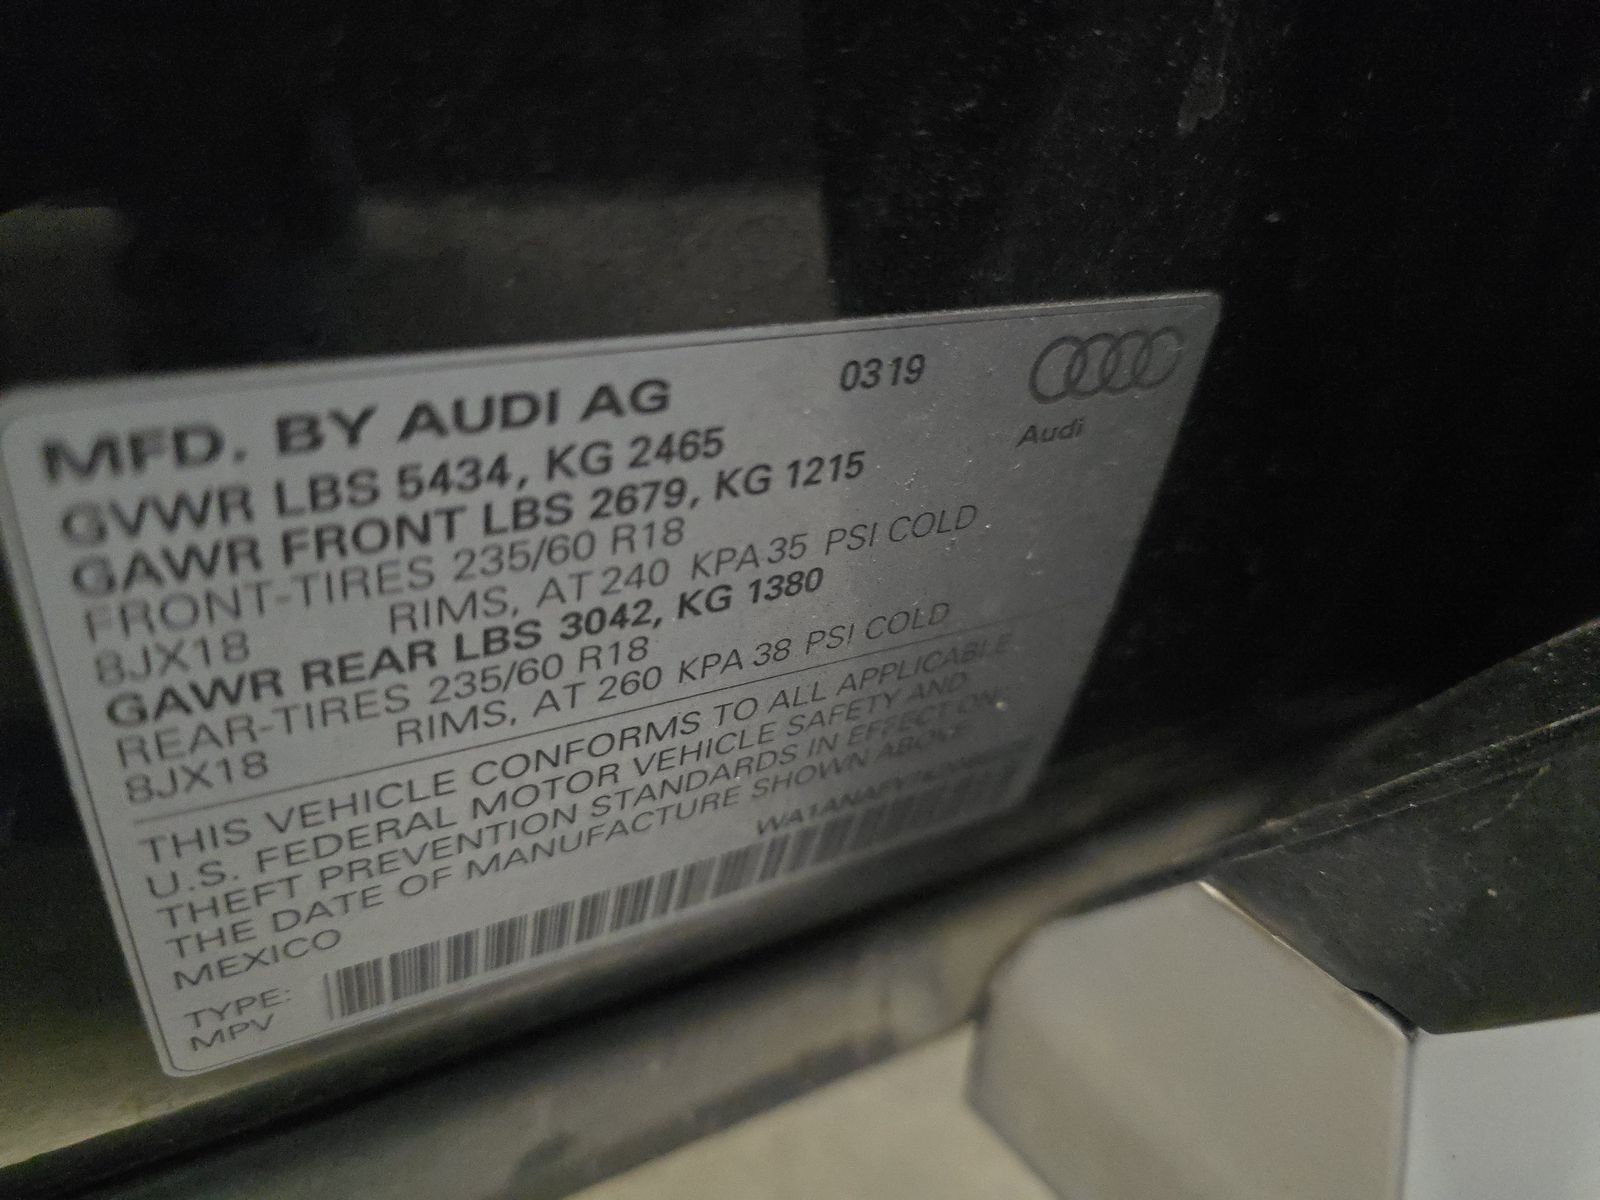 MFD. BY AUDI AG 0319
Audi
GVWR LBS 5434, KG 2465
GAWR FRONT LBS 2679, KG 1215
FRONT-TIRES 235/60 R18
8JX18 RIMS, AT 240 KPA 35 PSI COLD
GAWR REAR LBS 3042, KG 1380
REAR-TIRES 235/60 R18
8JX18 RIMS, AT 260 KPA 38 PSI COLD
THIS VEHICLE CONFORMS TO ALL APPLICABLE
U.S. FEDERAL MOTOR VEHICLE SAFETY AND
THEFT PREVENTION STANDARDS IN EFFECT ON
THE DATE OF MANUFACTURE SHOWN ABOVE
MEXICO
TYPE:
MPV